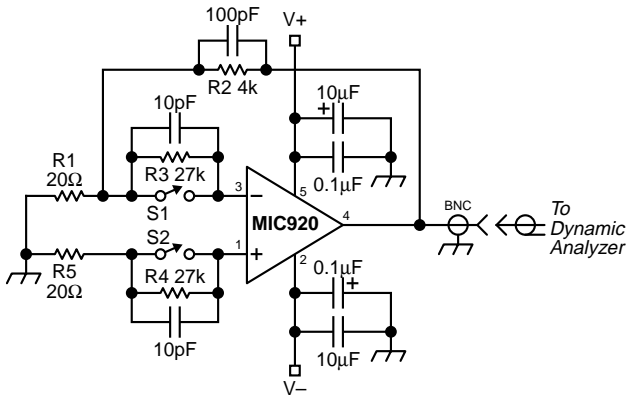 100pF
V+
R2 4k
10pF
10µF
+
R1
20Ω
R3 27k
0.1µF
S1
3
−
5
MIC920
4
BNC
To
Dynamic
Analyzer
S2
1
+
2
R5
20Ω
R4 27k
0.1µF
+
10pF
10µF
V–